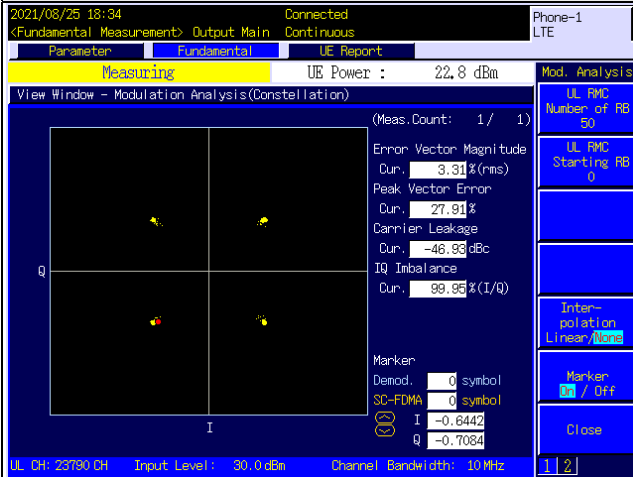 2021/08/25 18:34 Connected Phone-1
<Fundamental Measurement> Output Main Continuous LTE
Parameter Fundamental UE Report
Measuring UE Power : 22.8 dBm Mod. Analysis
View Window - Modulation Analysis(Constellation)
UL RMC
Number of RB
50
(Meas.Count: 1/ 1)
Error Vector Magnitude
Cur. 3.31 %(rms)
UL RMC
Starting RB
0
Peak Vector Error
Cur. 27.91 %
Carrier Leakage
Cur. -46.93 dBc
IQ Imbalance
Cur. 99.95 %(I/Q)
Q
I
Inter-
polation
Linear/None
Marker
Demod. 0 symbol
SC-FDMA 0 symbol
I -0.6442
Q -0.7084
Marker
On / Off
Close
UL CH: 23790 CH Input Level: 30.0 dBm Channel Bandwidth: 10 MHz 1 2